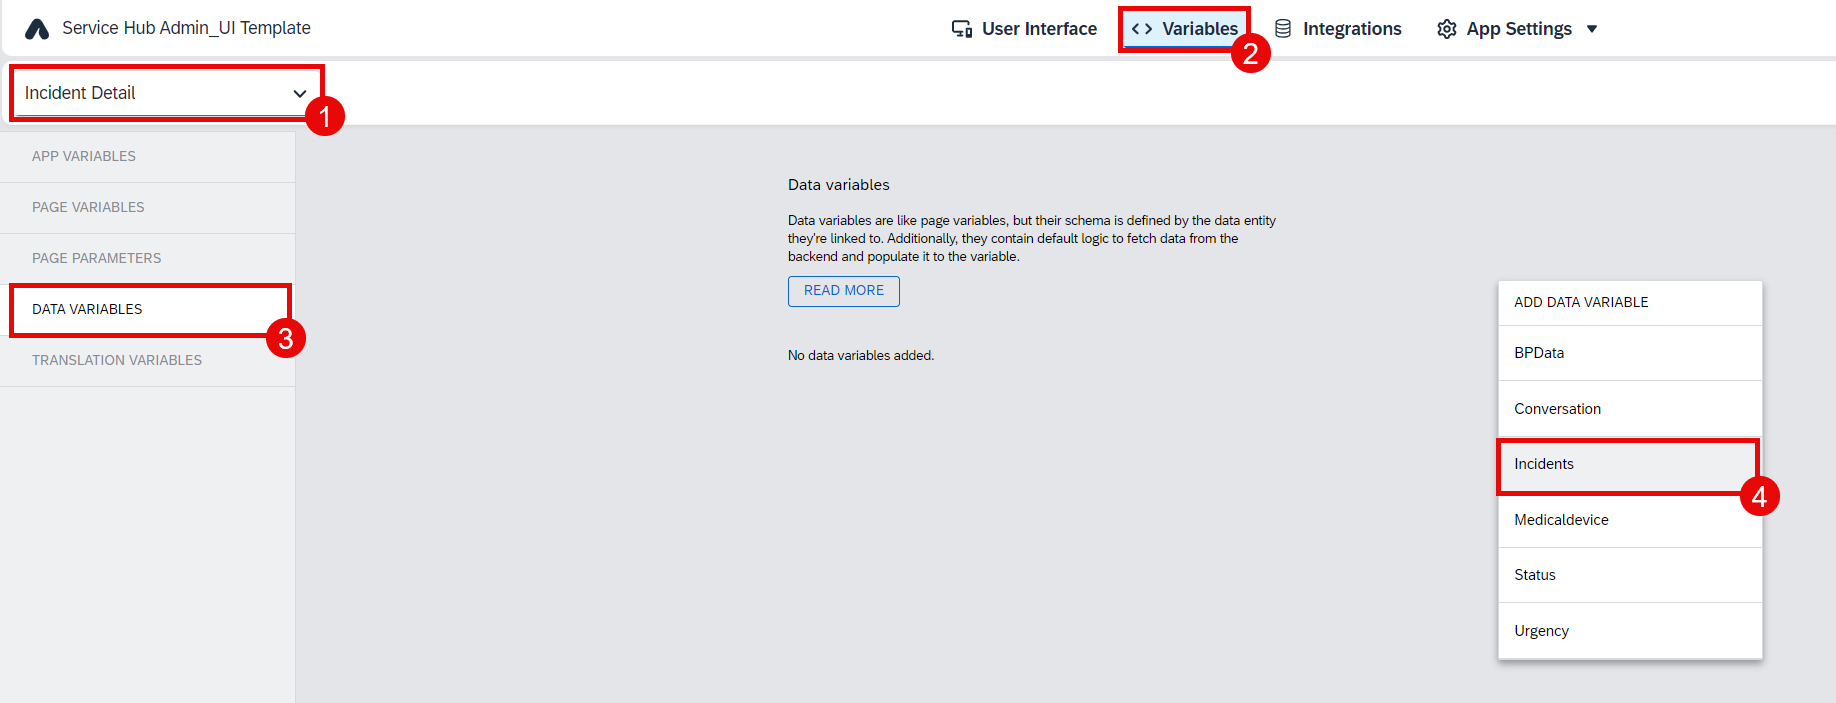 Service Hub Admin_UI Template
User Interface
<> Variables
Integrations
App Settings
2
Incident Detail
1
APP VARIABLES
PAGE VARIABLES
PAGE PARAMETERS
DATA VARIABLES
3
TRANSLATION VARIABLES
Data variables
Data variables are like page variables, but their schema is defined by the data entity
they're linked to. Additionally, they contain default logic to fetch data from the
backend and populate it to the variable.
READ MORE
No data variables added.
ADD DATA VARIABLE
BPData
Conversation
Incidents
4
Medicaldevice
Status
Urgency